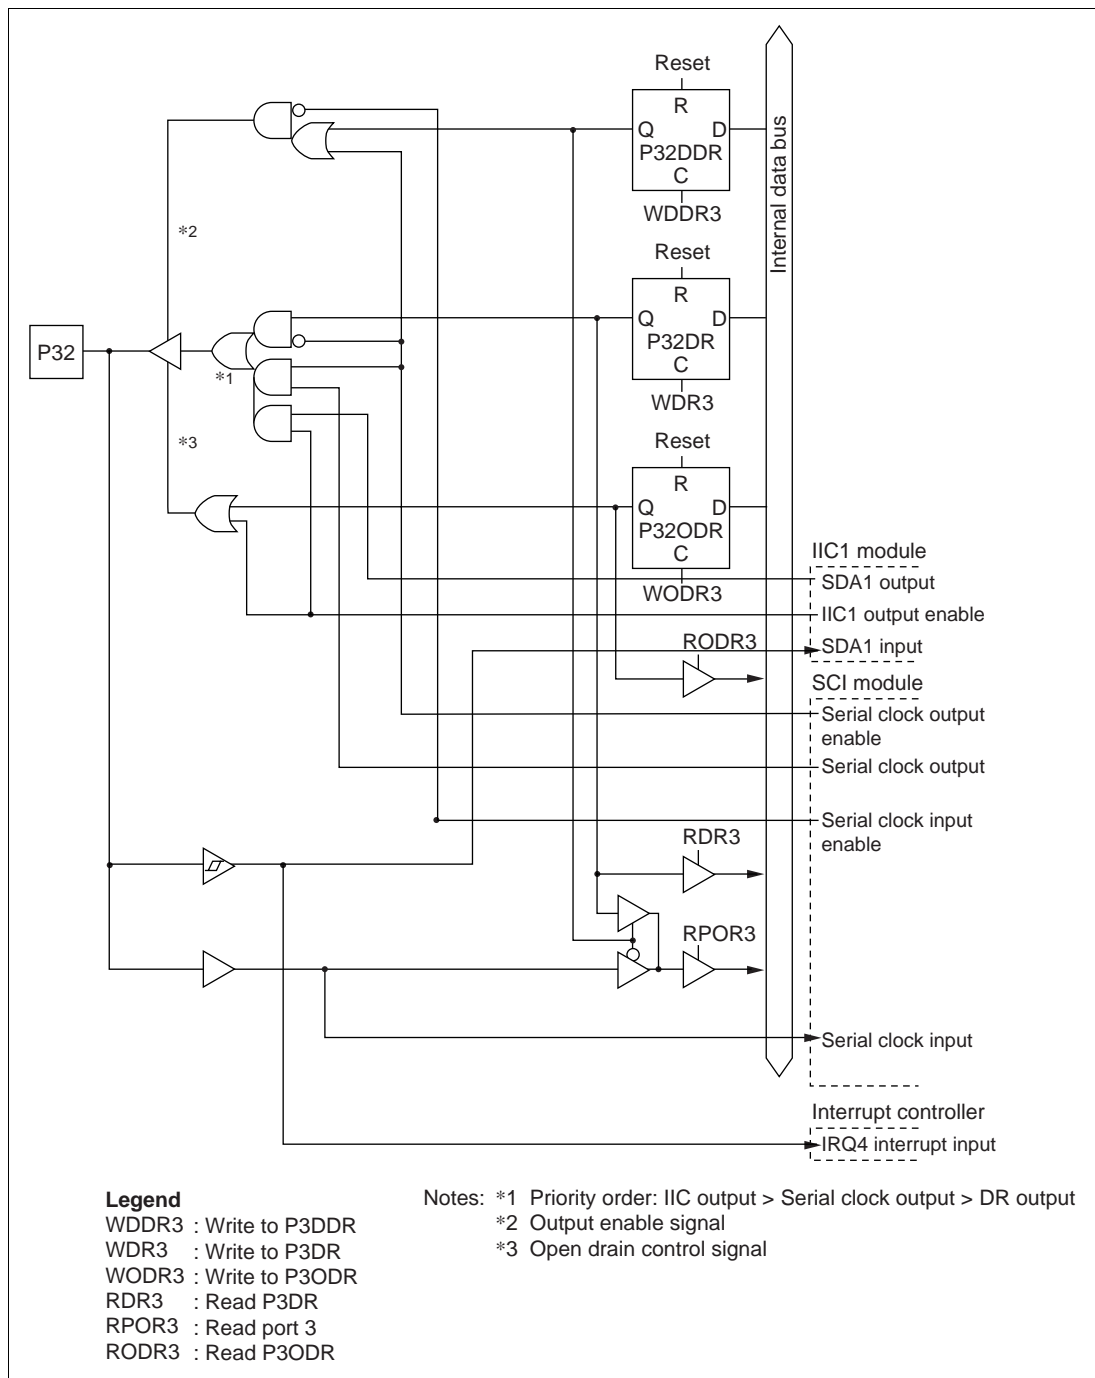 Reset
R
Q D
P32DDR
C
WDDR3
Internal data bus
*2
Reset
R
Q D
P32DR
C
WDR3
P32
*1
*3
Reset
R
Q D
P32ODR
C
WODR3
IIC1 module
SDA1 output
IIC1 output enable
SDA1 input
RODR3
SCI module
Serial clock output
enable
Serial clock output
Serial clock input
enable
RDR3
RPOR3
Serial clock input
Interrupt controller
IRQ4 interrupt input
Legend
WDDR3 : Write to P3DDR
WDR3 : Write to P3DR
WODR3 : Write to P3ODR
RDR3 : Read P3DR
RPOR3 : Read port 3
RODR3 : Read P3ODR
Notes: *1 Priority order: IIC output > Serial clock output > DR output
*2 Output enable signal
*3 Open drain control signal